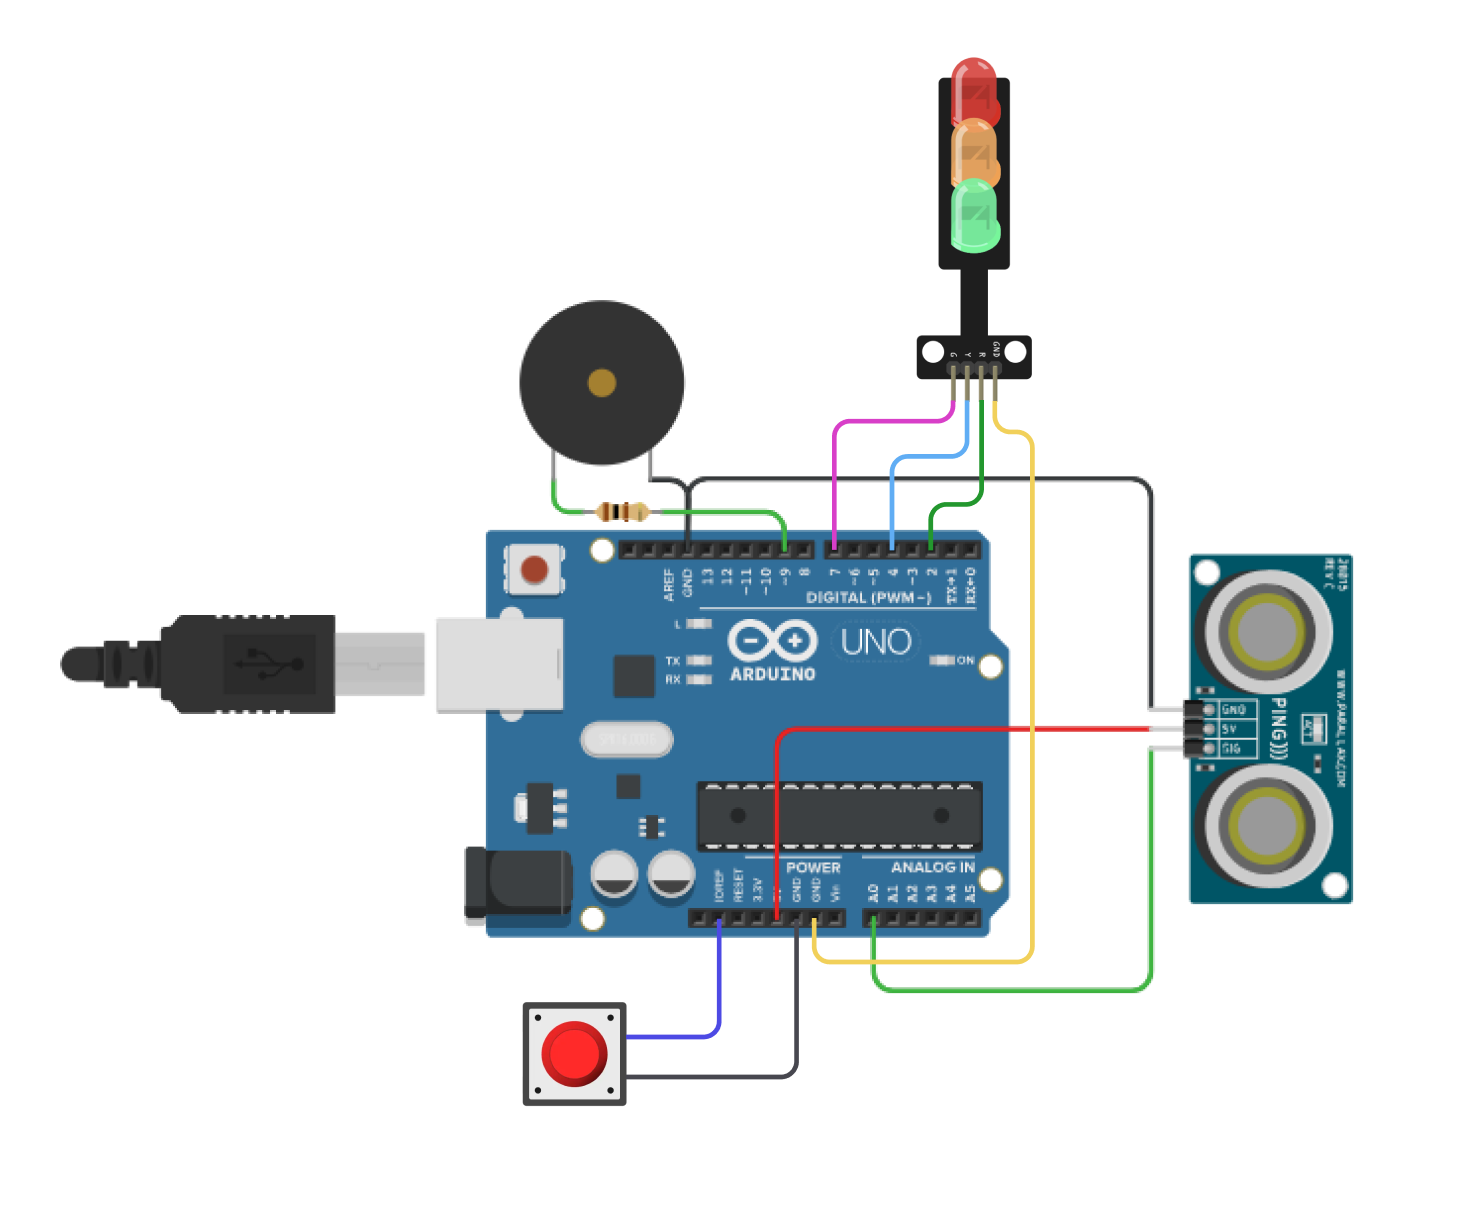 G
Y
R
GND
AREF
GND
13
12
~11
~10
~9
8
7
~6
~5
4
~3
2
TX→1
RX←0
DIGITAL (PWM~)
L
TX
RX
ARDUINO
UNO
ON
28015
REV C
GND
5V
SIG
PING)))
ACT
WWW.PARALLAX.COM
POWER
ANALOG IN
IOREF
RESET
3.3V
GND
GND
Vin
A0
A1
A2
A3
A4
A5